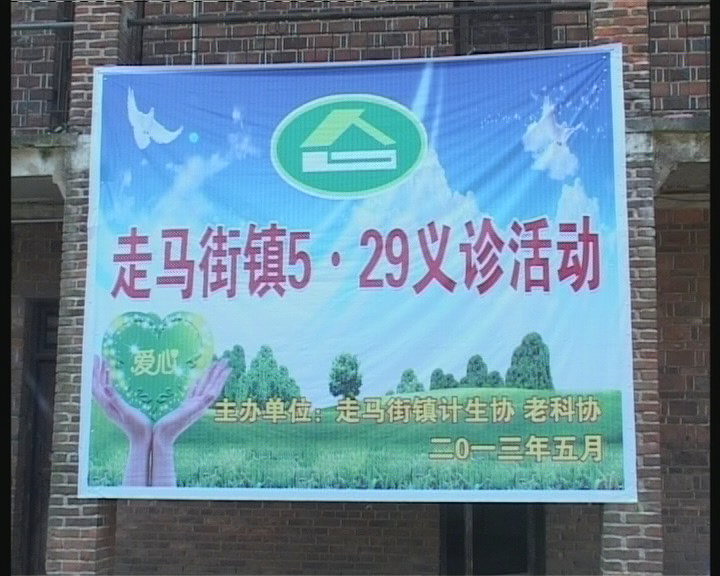 走马街镇5·29义诊活动
爱心
主办单位：走马街镇计生协 老科协
二0一三年五月